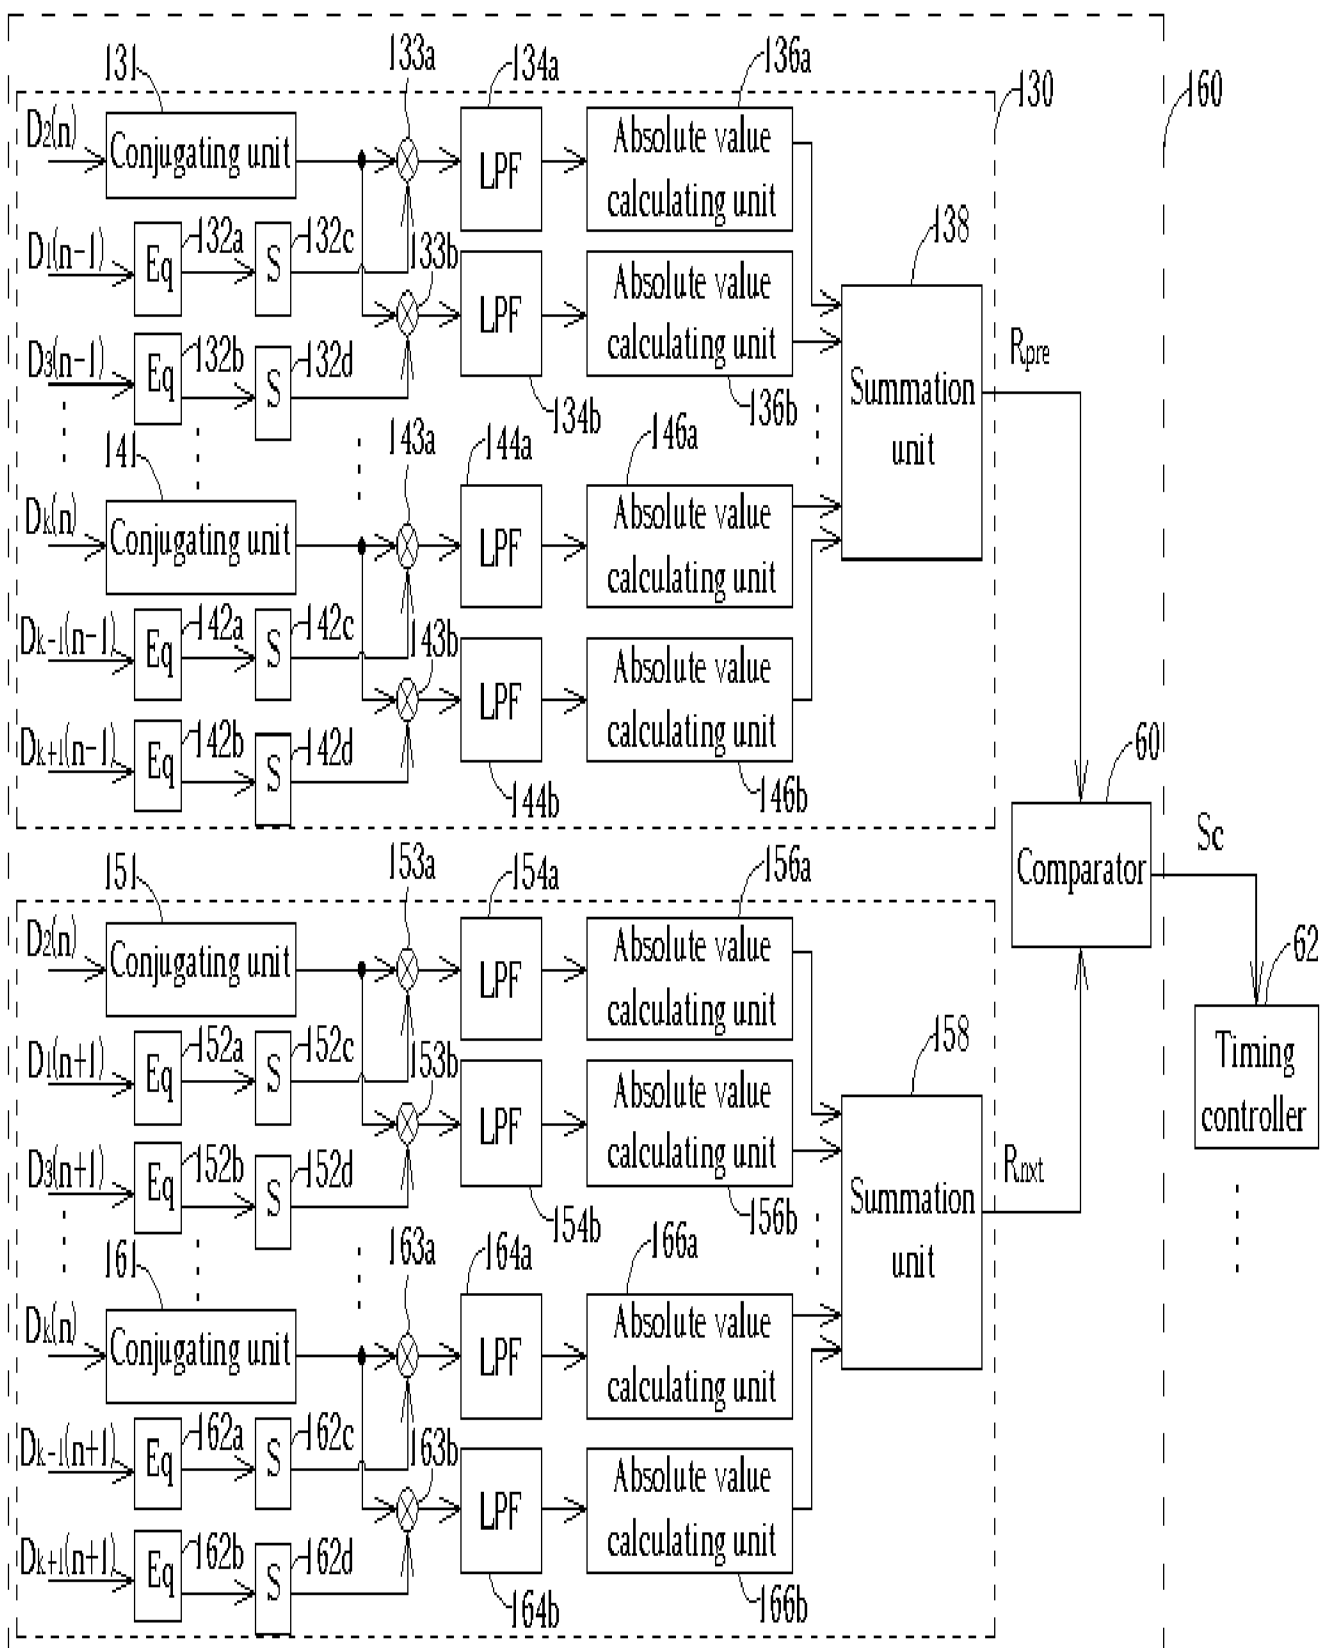 131
133a
134a
136a
130
160
D2(n)
Conjugating unit
LPF
Absolute value
calculating unit
D1(n-1)
Eq
132a
S
132c
133b
LPF
Absolute value
calculating unit
138
D3(n-1)
Eq
132b
S
132d
134b
136b
Summation
unit
Rpre
141
143a
144a
146a
Dk(n)
Conjugating unit
LPF
Absolute value
calculating unit
Dk-1(n-1)
Eq
142a
S
142c
143b
LPF
Absolute value
calculating unit
Dk+1(n-1)
Eq
142b
S
142d
144b
146b
60
Comparator
Sc
62
Timing
controller
151
153a
154a
156a
D2(n)
Conjugating unit
LPF
Absolute value
calculating unit
D1(n+1)
Eq
152a
S
152c
153b
LPF
Absolute value
calculating unit
158
D3(n+1)
Eq
152b
S
152d
154b
156b
Summation
unit
Rnxt
161
163a
164a
166a
Dk(n)
Conjugating unit
LPF
Absolute value
calculating unit
Dk-1(n+1)
Eq
162a
S
162c
163b
LPF
Absolute value
calculating unit
Dk+1(n+1)
Eq
162b
S
162d
164b
166b